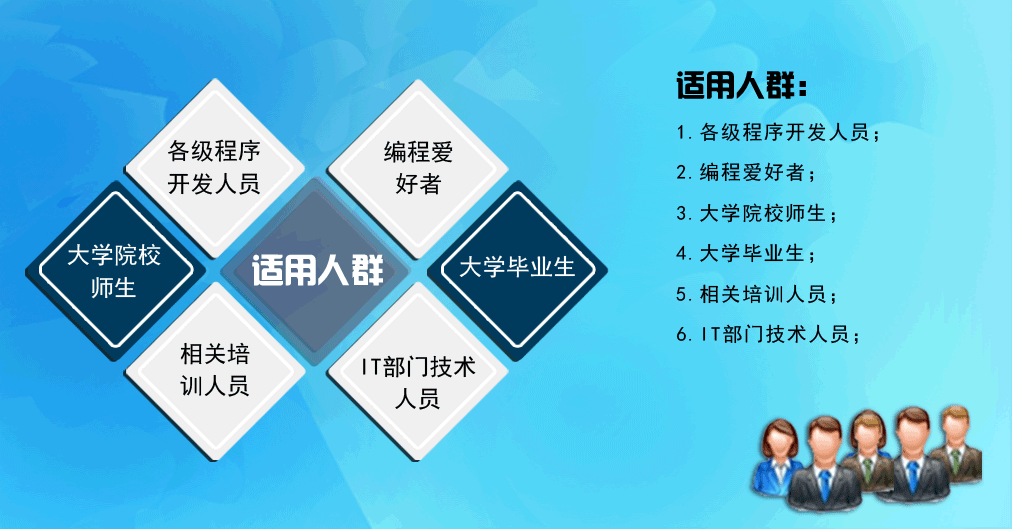 各级程序
开发人员
编程爱
好者
大学院校
师生
适用人群
大学毕业生
相关培
训人员
IT部门技术
人员
适用人群：
1. 各级程序开发人员；
2. 编程爱好者；
3. 大学院校师生；
4. 大学毕业生；
5. 相关培训人员；
6. IT部门技术人员；